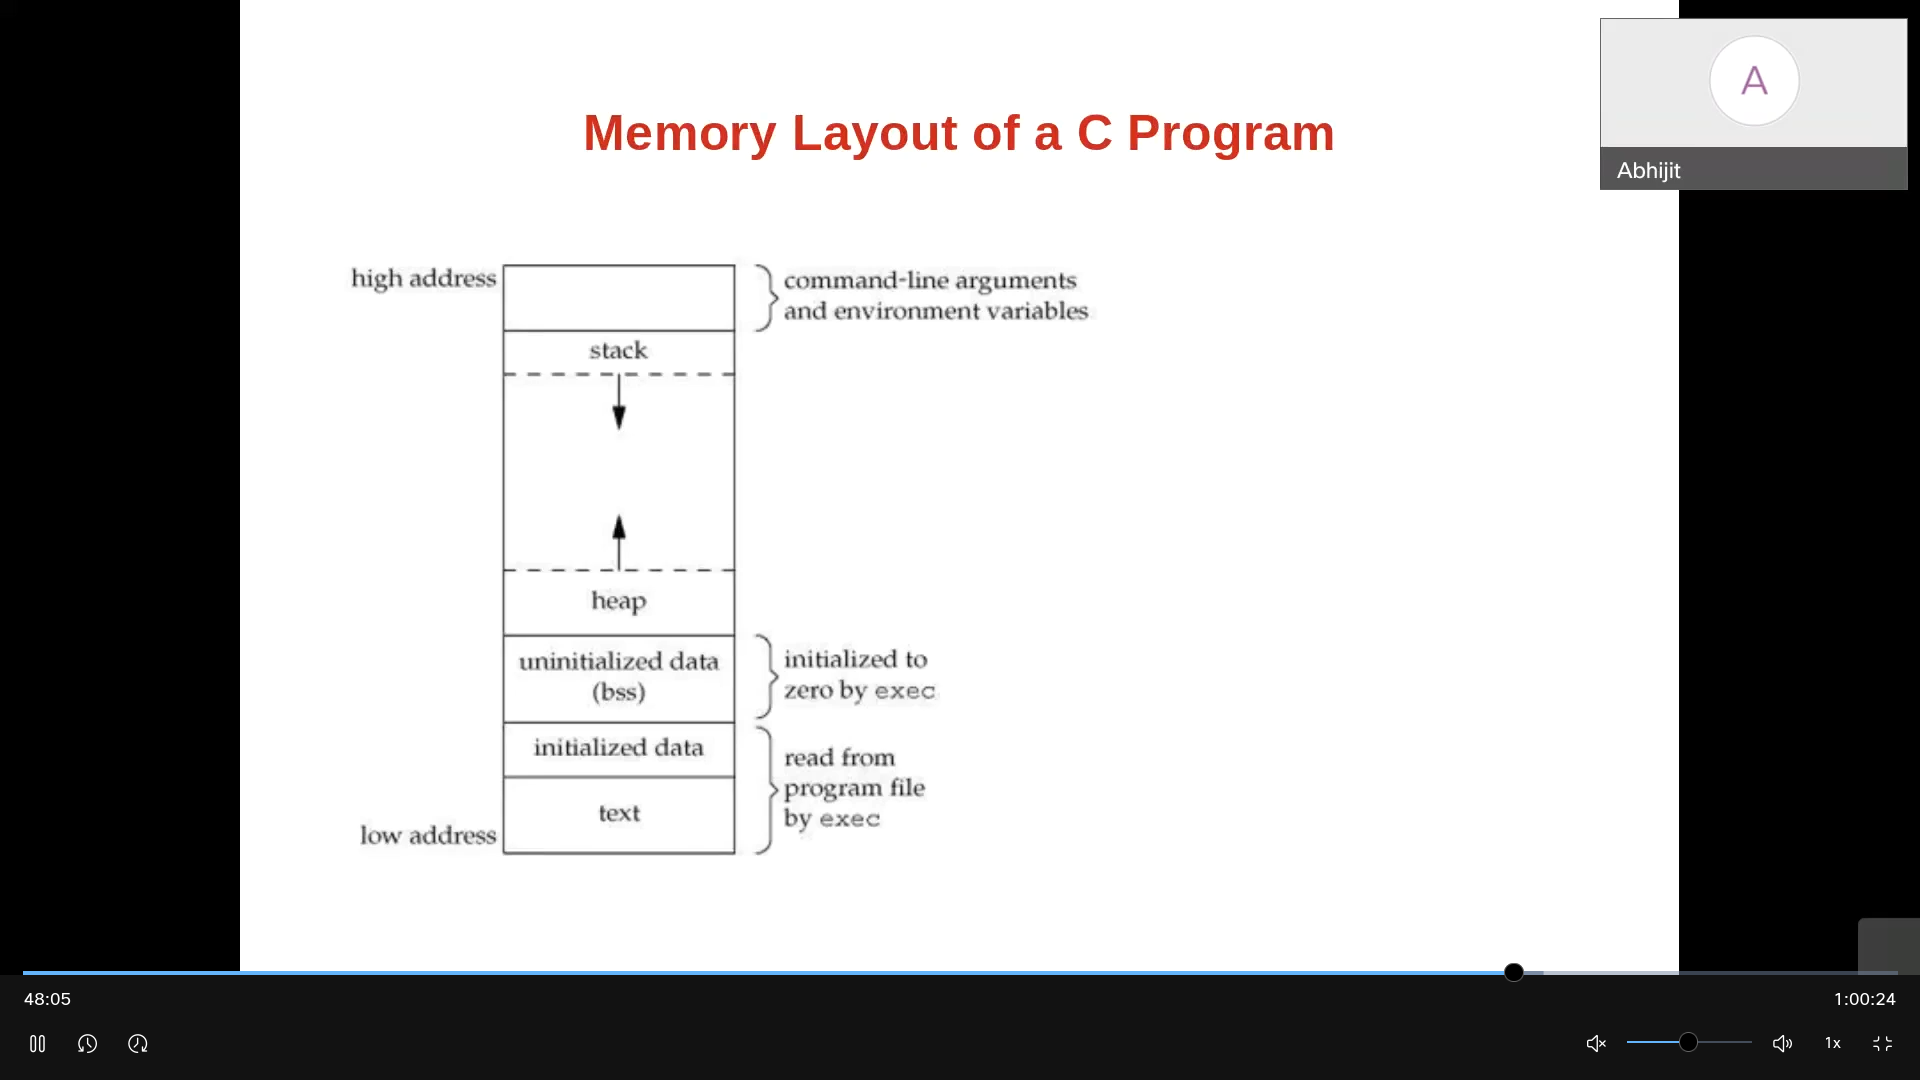 Memory Layout of a C Program
A
Abhijit
high address
command-line arguments
and environment variables
stack
heap
uninitialized data
(bss)
initialized to
zero by exec
initialized data
read from
program file
by exec
text
low address
48:05
1:00:24
1x